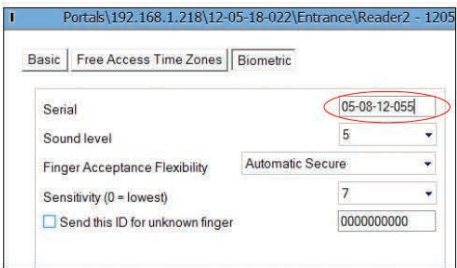 Portals\192.168.1.218\12-05-18-022\Entrance\Reader2 - 1205
Basic Free Access Time Zones Biometric
Serial 05-08-12-055
Sound level 5
Finger Acceptance Flexibility Automatic Secure
Sensitivity (0 = lowest) 7
Send this ID for unknown finger 0000000000